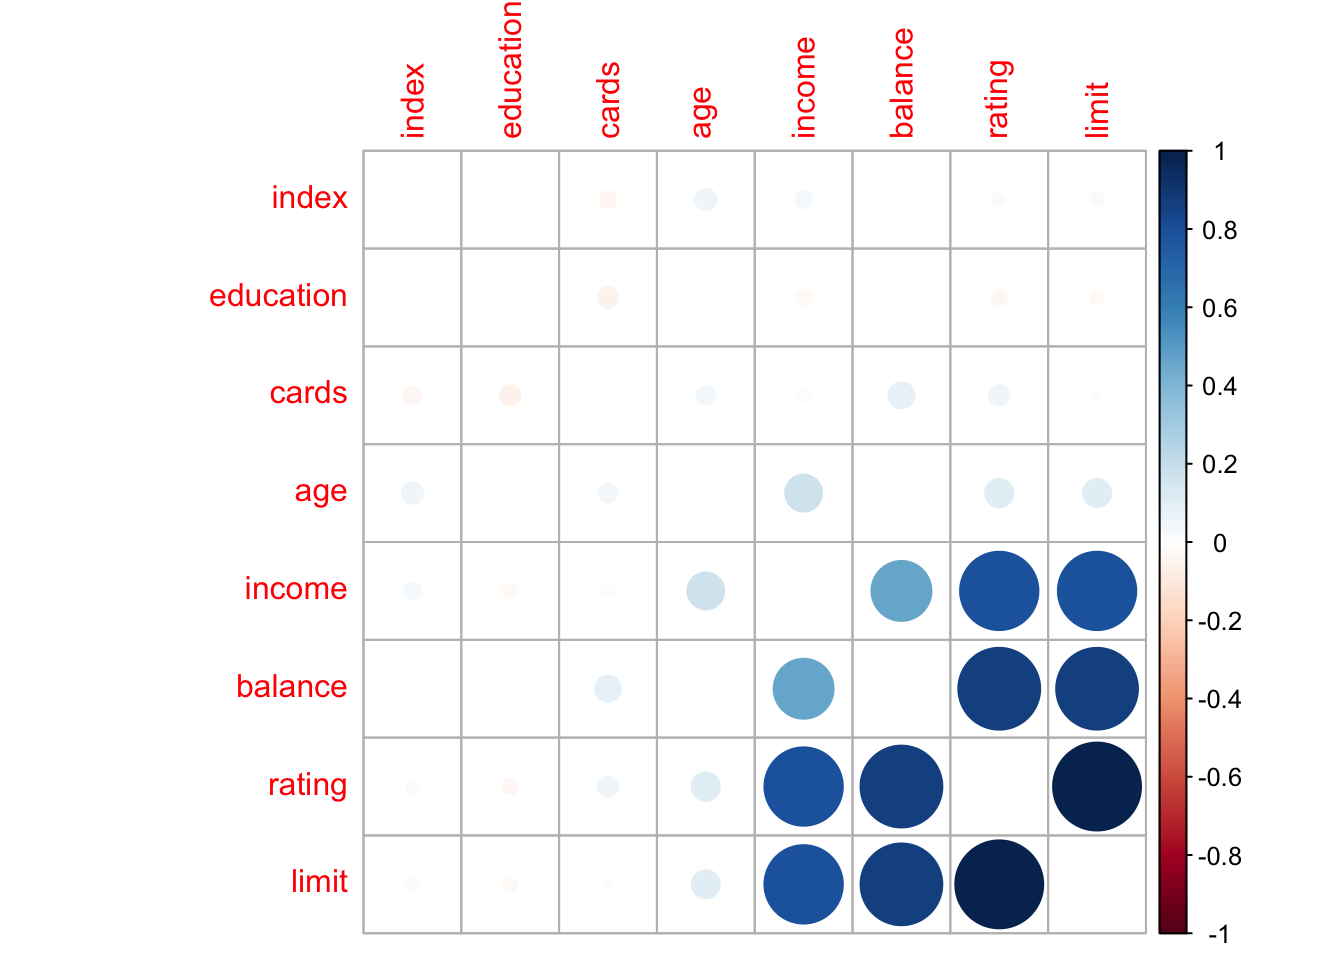 index
education
cards
age
income
balance
rating
limit
index
education
cards
age
income
balance
rating
limit
1
0.8
0.6
0.4
0.2
0
-0.2
-0.4
-0.6
-0.8
-1